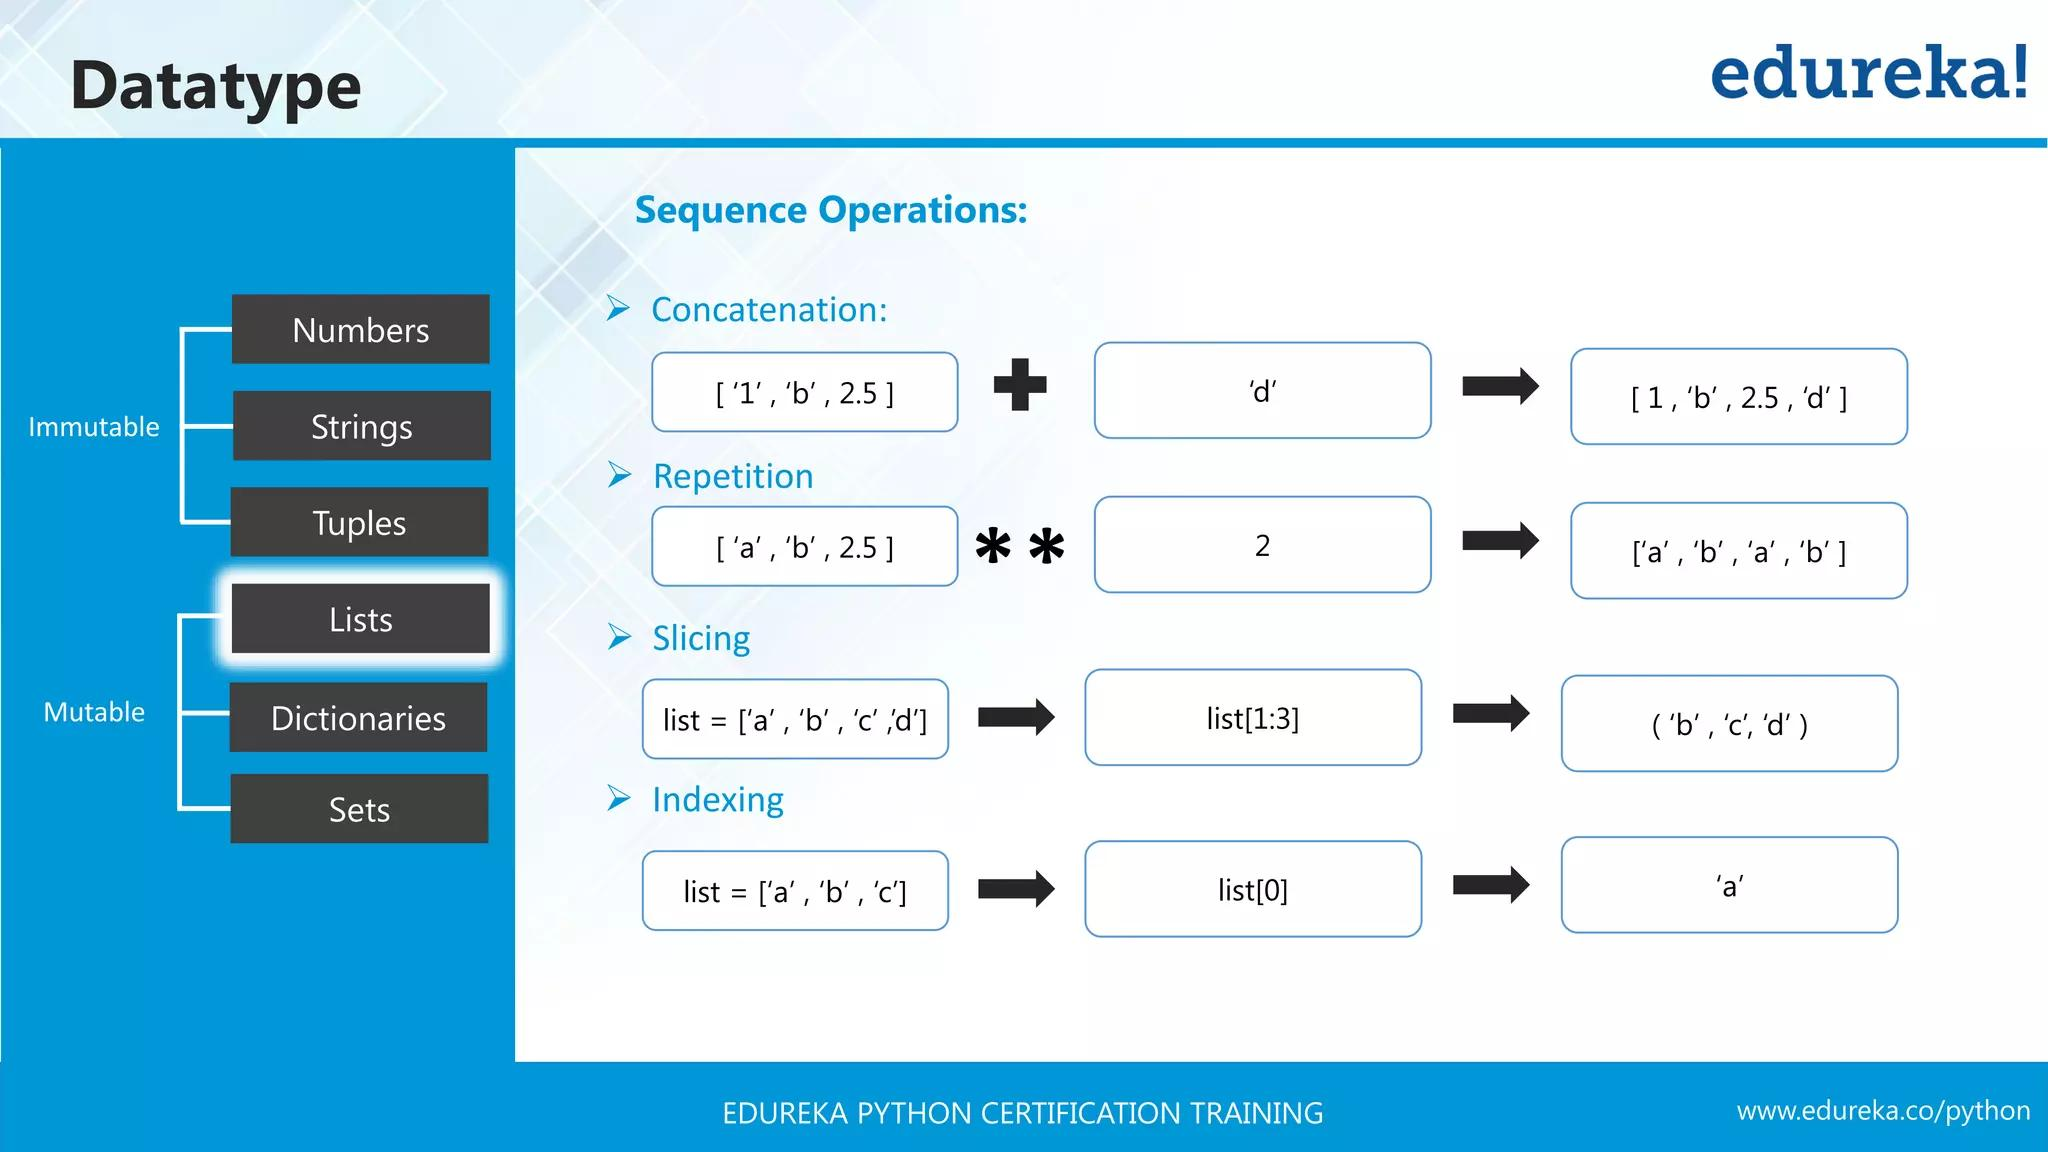 Datatype
edureka!
Immutable
Numbers
Strings
Tuples
Mutable
Lists
Dictionaries
Sets
Sequence Operations:
➢ Concatenation:
[ ‘1’ , ‘b’ , 2.5 ] + ‘d’ [ 1 , ‘b’ , 2.5 , ‘d’ ]
➢ Repetition
[ ‘a’ , ‘b’ , 2.5 ] * * 2 [‘a’ , ‘b’ , ‘a’ , ‘b’ ]
➢ Slicing
list = [‘a’ , ‘b’ , ‘c’ ,’d’] list[1:3] ( ‘b’ , ‘c’, ‘d’ )
➢ Indexing
list = [‘a’ , ‘b’ , ‘c’] list[0] ‘a’
EDUREKA PYTHON CERTIFICATION TRAINING
www.edureka.co/python